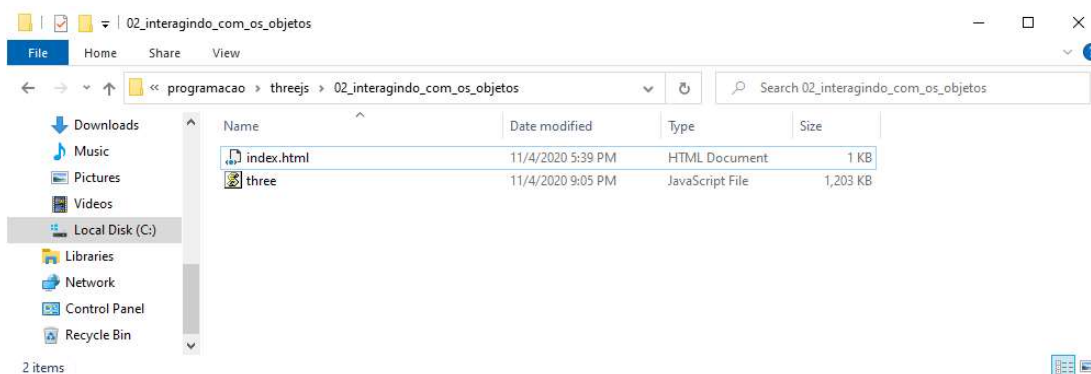 02_interagindo_com_os_objetos
File Home Share View
« programacao > threejs > 02_interagindo_com_os_objetos Search 02_interagindo_com_os_objetos
Downloads
Music
Pictures
Videos
Local Disk (C:)
Libraries
Network
Control Panel
Recycle Bin
Name Date modified Type Size
index.html 11/4/2020 5:39 PM HTML Document 1 KB
three 11/4/2020 9:05 PM JavaScript File 1,203 KB
2 items